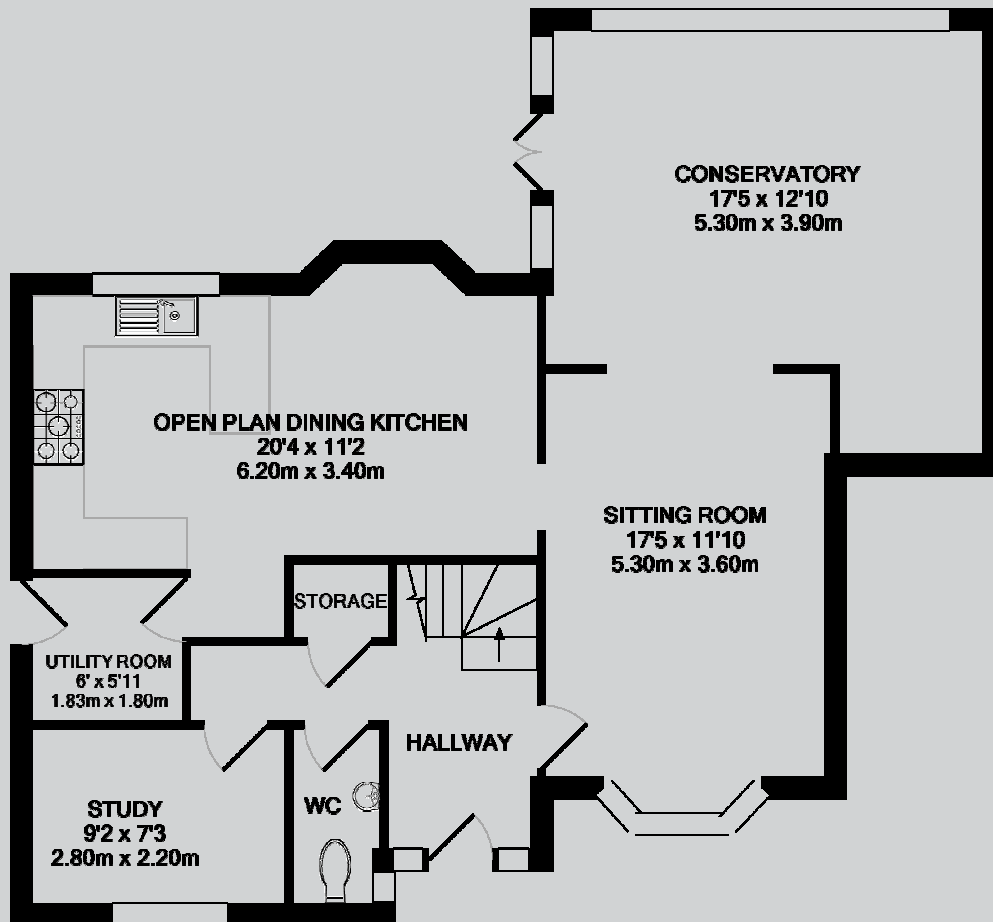 CONSERVATORY
17'5 x 12'10
5.30m x 3.90m
OPEN PLAN DINING KITCHEN
20'4 x 11'2
6.20m x 3.40m
SITTING ROOM
17'5 x 11'10
5.30m x 3.60m
STORAGE
UTILITY ROOM
6' x 5'11
1.83m x 1.80m
HALLWAY
STUDY
9'2 x 7'3
2.80m x 2.20m
WC